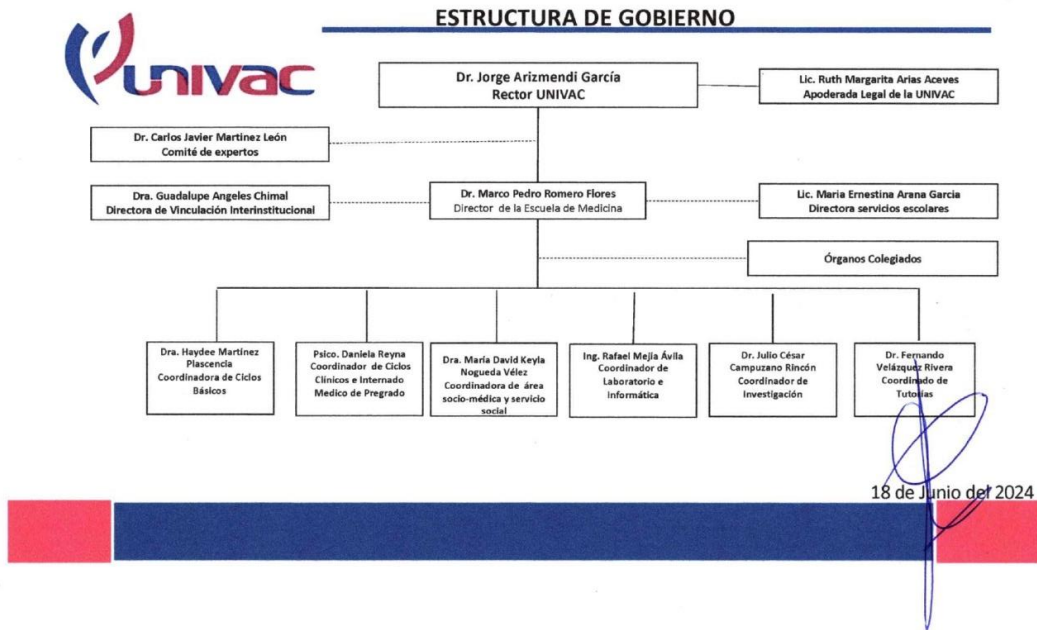 ESTRUCTURA DE GOBIERNO
UNIVAC
Dr. Jorge Arizmendi García
Rector UNIVAC
Lic. Ruth Margarita Arias Aceves
Apoderada Legal de la UNIVAC
Dr. Carlos Javier Martinez León
Comité de expertos
Dra. Guadalupe Angeles Chimal
Directora de Vinculación Interinstitucional
Dr. Marco Pedro Romero Flores
Director de la Escuela de Medicina
Lic. Maria Ernestina Arana Garcia
Directora servicios escolares
Órganos Colegiados
Dra. Haydee Martínez
Plascencia
Coordinadora de Ciclos
Básicos
Psico. Daniela Reyna
Coordinador de Ciclos
Clínicos e Internado
Medico de Pregrado
Dra. María David Keyla
Nogueda Vélez
Coordinadora de área
socio-médica y servicio
social
Ing. Rafael Mejía Ávila
Coordinador de
Laboratorio e
Informática
Dr. Julio César
Campuzano Rincón
Coordinador de
Investigación
Dr. Fernando
Velázquez Rivera
Coordinado de
Tutorías
18 de Junio del 2024